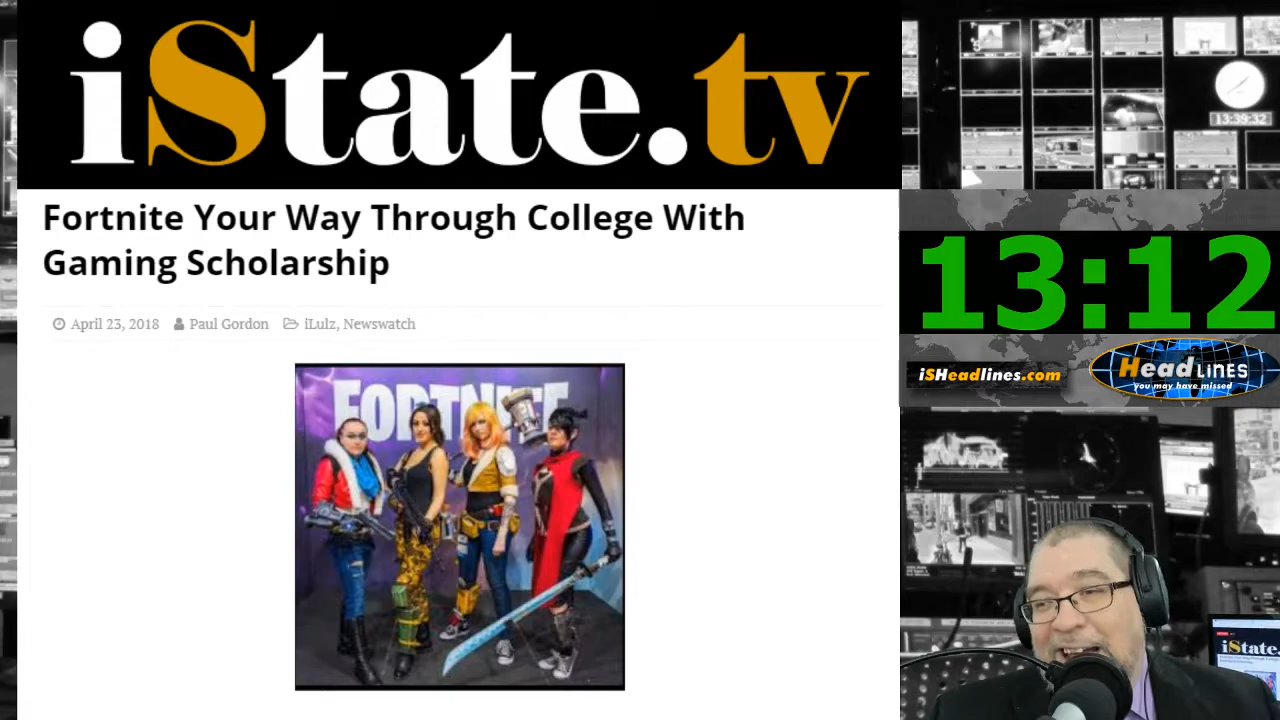 iState.tv
13:39:32
Fortnite Your Way Through College With
Gaming Scholarship
April 23, 2018 Paul Gordon iLulz, Newswatch
13:12
iSHeadlines.com
HeadLINES
you may have missed
FORTNITE
iState.